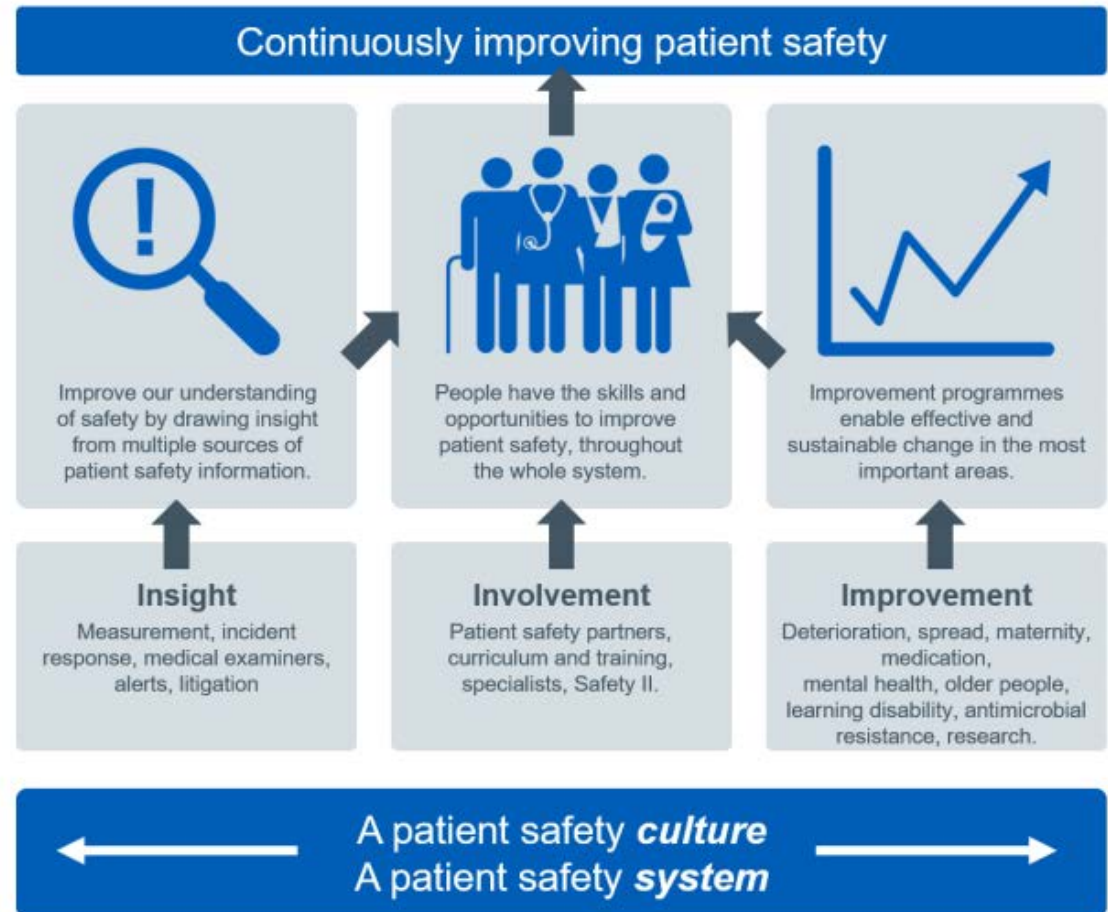 Continuously improving patient safety
Improve our understanding
of safety by drawing insight
from multiple sources of
patient safety information.
People have the skills and
opportunities to improve
patient safety, throughout
the whole system.
Improvement programmes
enable effective and
sustainable change in the most
important areas.
Insight
Measurement, incident
response, medical examiners,
alerts, litigation
Involvement
Patient safety partners,
curriculum and training,
specialists, Safety II.
Improvement
Deterioration, spread, maternity,
medication,
mental health, older people,
learning disability, antimicrobial
resistance, research.
A patient safety culture
A patient safety system